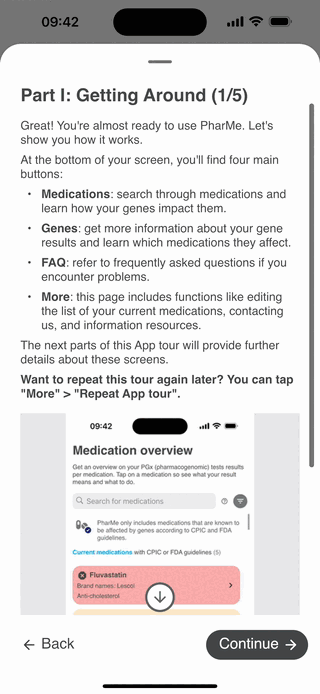 09:42
Part I: Getting Around (1/5)
Great! You're almost ready to use PharMe. Let's
show you how it works.
At the bottom of your screen, you'll find four main
buttons:
• Medications: search through medications and
learn how your genes impact them.
• Genes: get more information about your gene
results and learn which medications they affect.
• FAQ: refer to frequently asked questions if you
encounter problems.
• More: this page includes functions like editing
the list of your current medications, contacting
us, and information resources.
The next parts of this App tour will provide further
details about these screens.
Want to repeat this tour again later? You can tap
"More" > "Repeat App tour".
09:42
Medication overview
Get an overview on your PGx (pharmacogenomic) tests results
per medication. Tap on a medication so see what your result
means and what to do.
Search for medications
PharMe only includes medications that are known to
be affected by genes according to CPIC and FDA
guidelines.
Current medications with CPIC or FDA guidelines (5)
Fluvastatin
Brand names: Lescol
Anti-cholesterol
← Back
Continue →